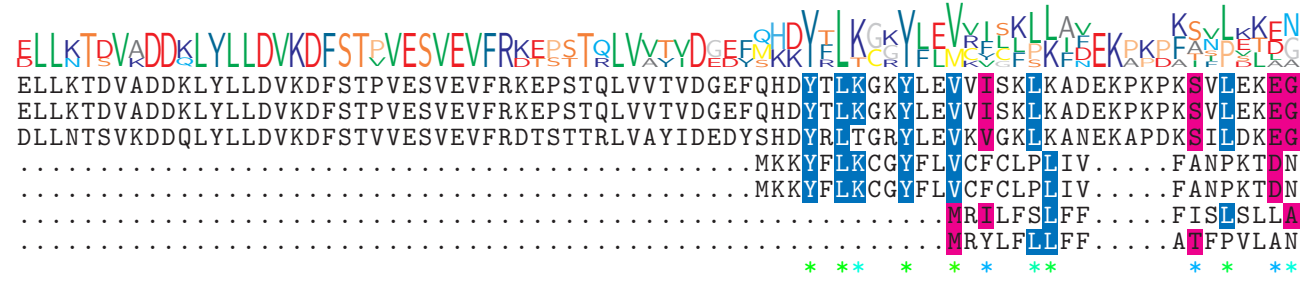 ELLKTDVADDKLYLLDVKDFSTPVESVEVFRKEPSTQLVVTVDGEFQHDYTLKGKYLEVVISKLKADEKPKPKSVLEKEG
ELLKTDVADDKLYLLDVKDFSTPVESVEVFRKEPSTQLVVTVDGEFQHDYTLKGKYLEVVISKLKADEKPKPKSVLEKEG
DLLNTSVKDDQLYLLDVKDFSTVVESVEVFRDTSTTRLVAYIDEDYSHDYRLTGRYLEVKVGKLKANEKAPDKSILDKEG
..............................................MKKYFLKCGYFLVCFCLPLIV.....FANPKTDN
..............................................MKKYFLKCGYFLVCFCLPLIV.....FANPKTDN
..........................................................MRILFSLFF.....FISLSLLA
..........................................................MRYLFLLFF.....ATFPVLAN
* ** * * * ** * * **